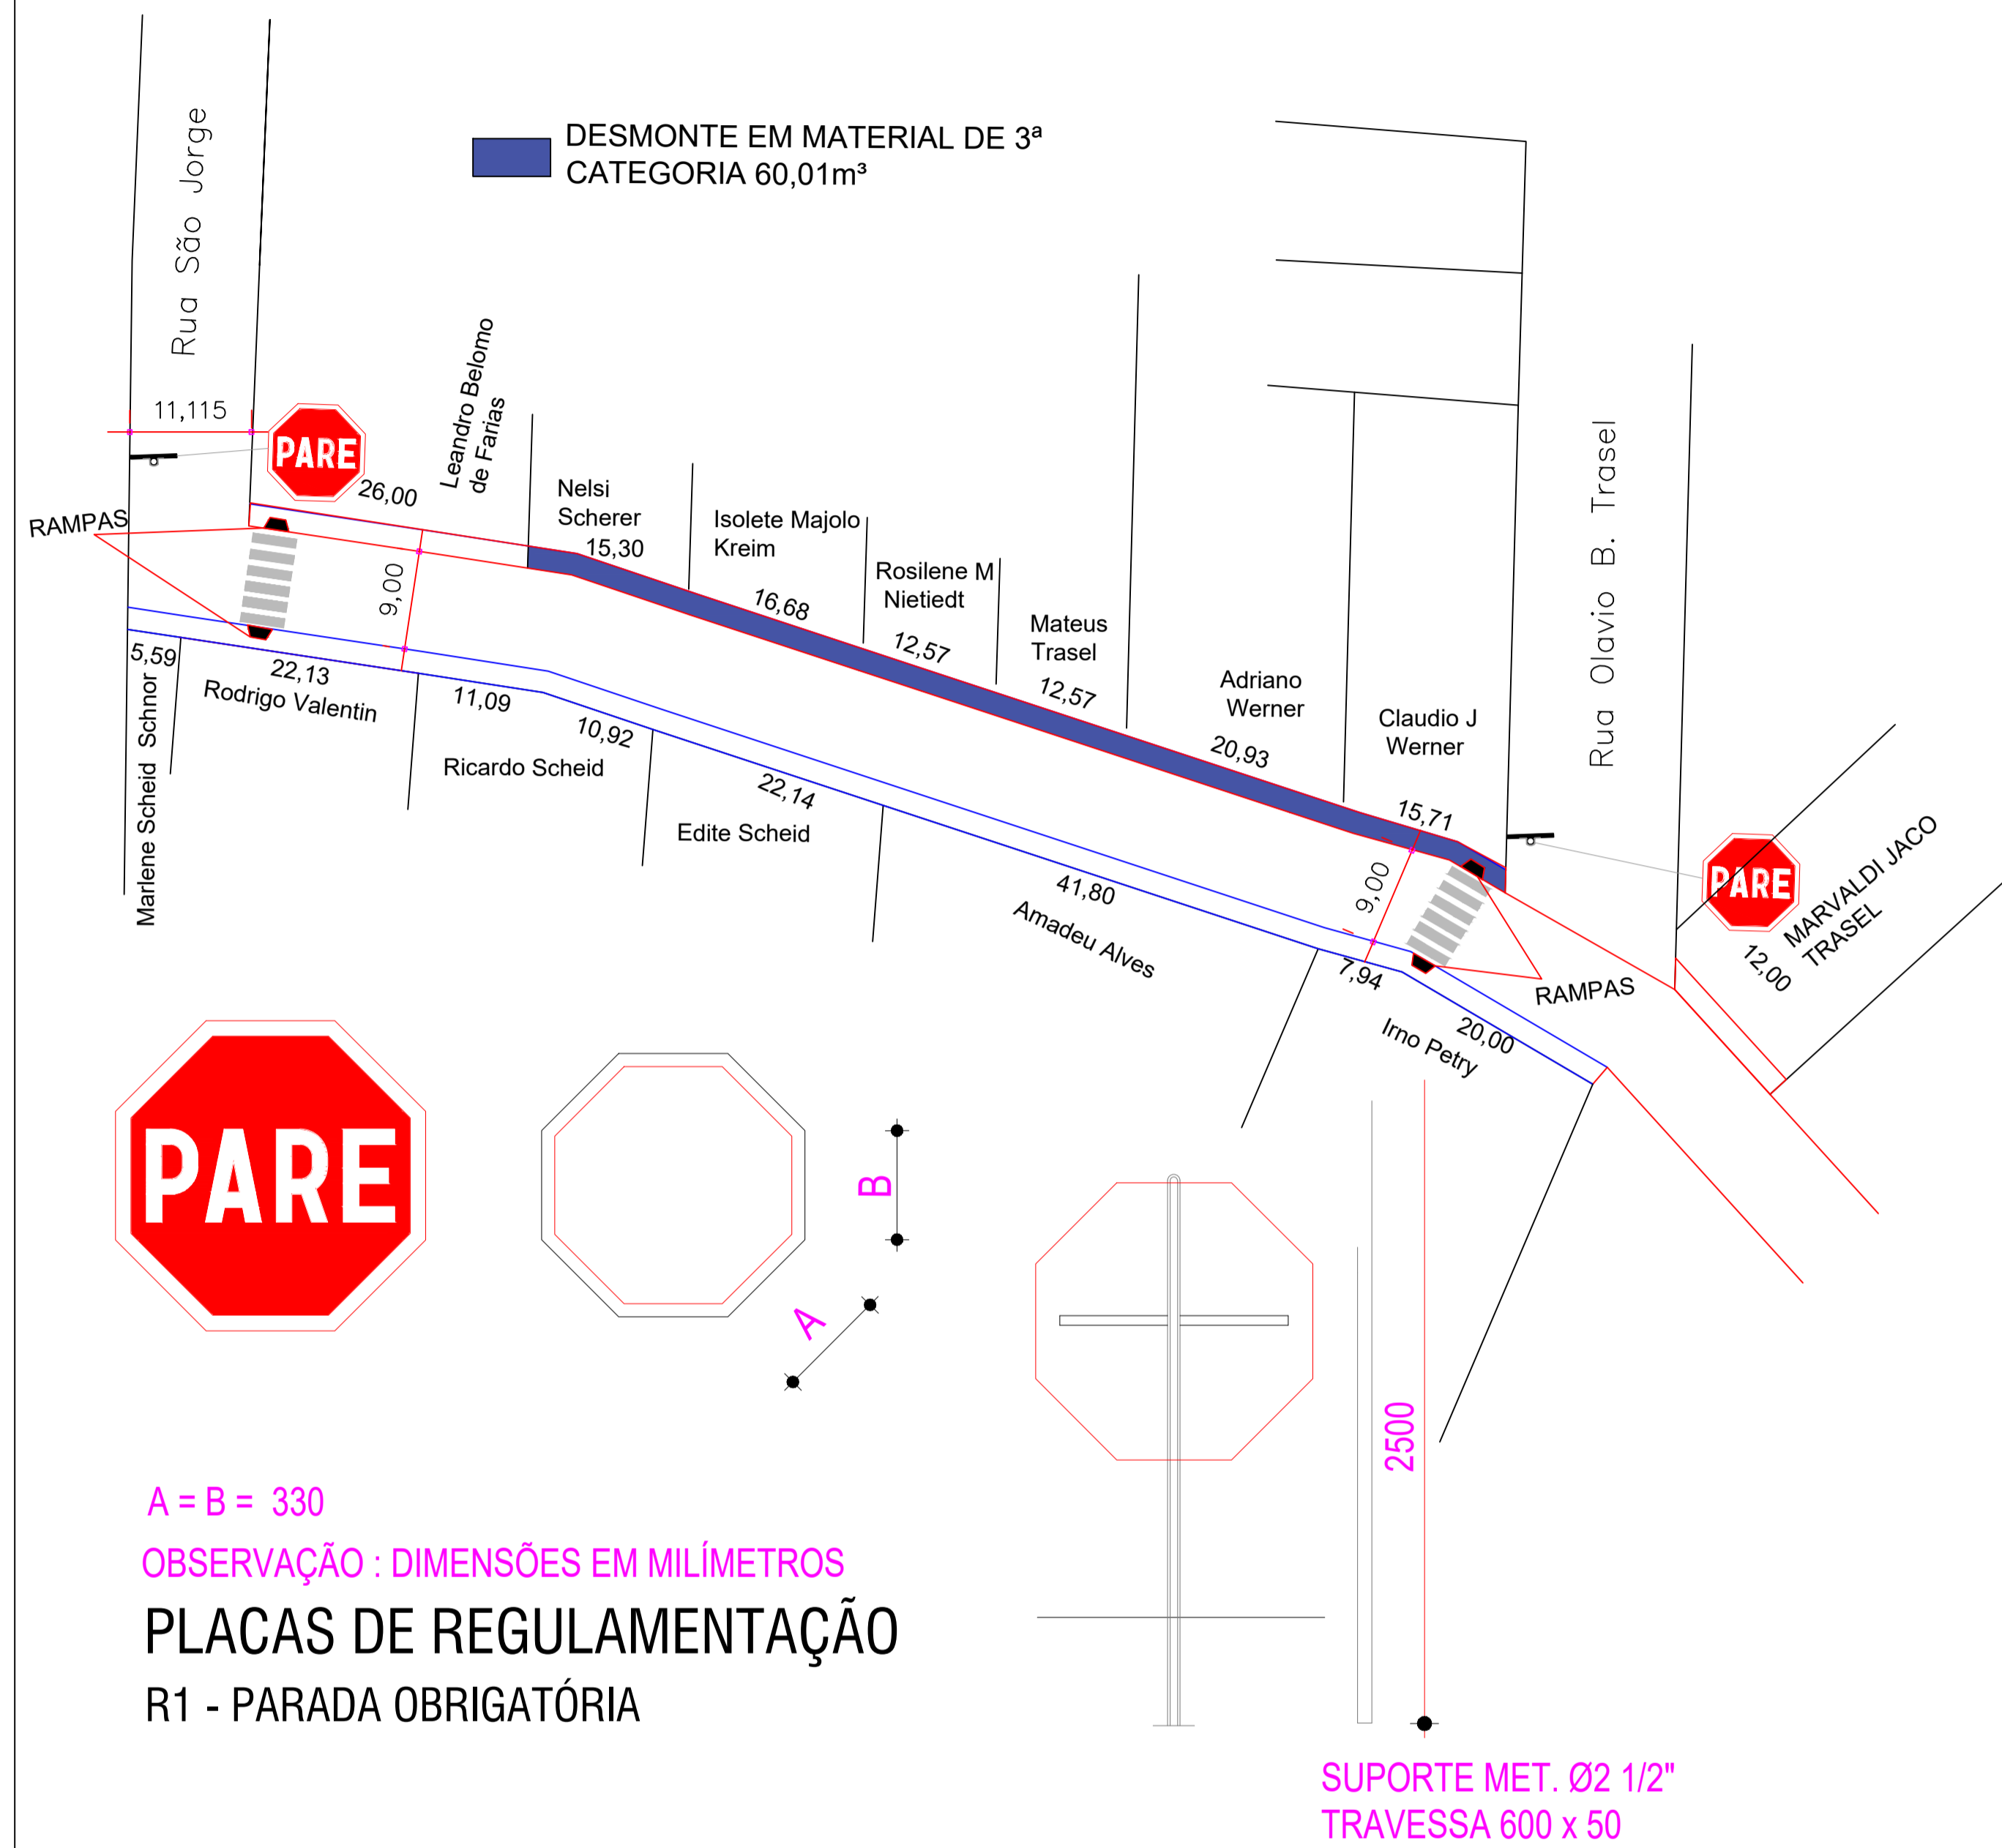 Rua São Jorge
DESMONTE EM MATERIAL DE 3ª
CATEGORIA 60,01m³
11,115
PARE
26,00
Leandro Belomo
de Farias
RAMPAS
Nelsi
Scherer
15,30
Isolete Majolo
Kreim
16,68
Rosilene M
Nietiedt
12,57
Mateus
Trasel
12,57
Adriano
Werner
20,93
Claudio J
Werner
15,71
Rua Olavio B. Trasel
9,00
5,59
Marlene Scheid Schnor
22,13
Rodrigo Valentin
11,09
10,92
Ricardo Scheid
22,14
Edite Scheid
41,80
Amadeu Alves
9,00
7,94
Irno Petry
20,00
RAMPAS
PARE
MARVALDI JACO
TRASEL
12,00
PARE
B
A
2500
A = B = 330
OBSERVAÇÃO : DIMENSÕES EM MILÍMETROS
PLACAS DE REGULAMENTAÇÃO
R1 - PARADA OBRIGATÓRIA
SUPORTE MET. Ø2 1/2"
TRAVESSA 600 x 50